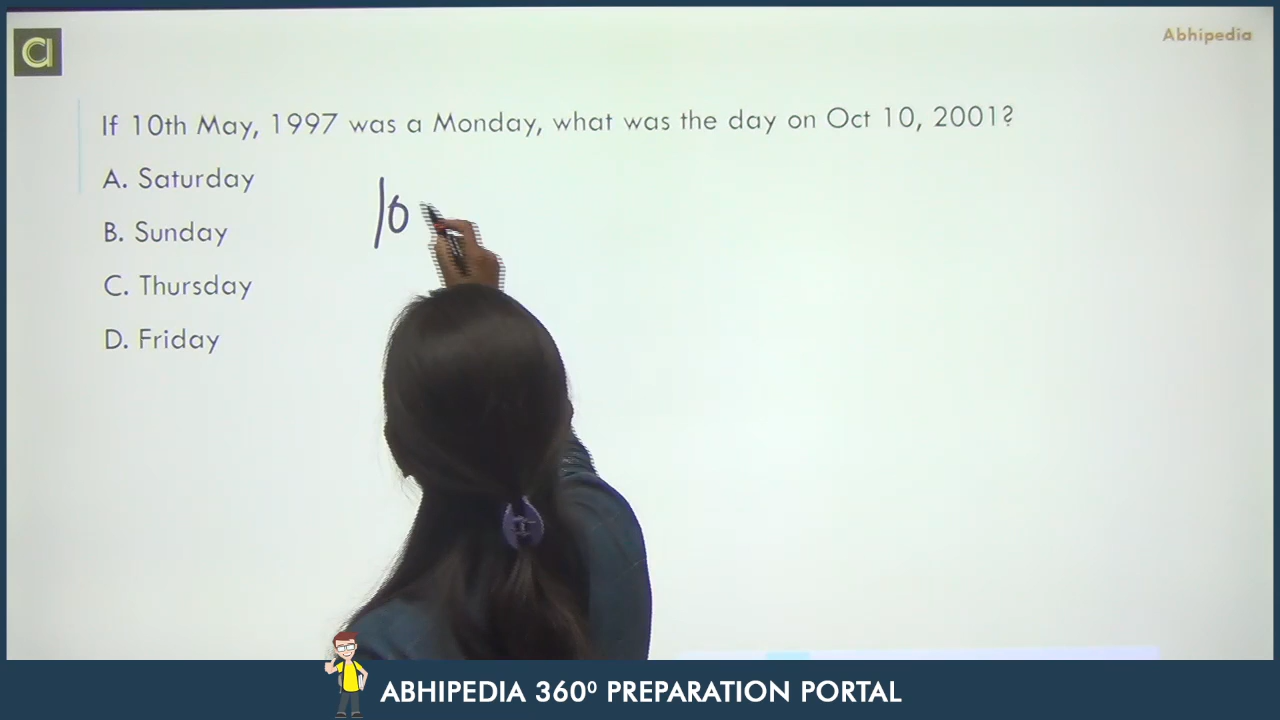 Abhipedia
If 10th May, 1997 was a Monday, what was the day on Oct 10, 2001?
A. Saturday
B. Sunday
C. Thursday
D. Friday
10
ABHIPEDIA 360⁰ PREPARATION PORTAL